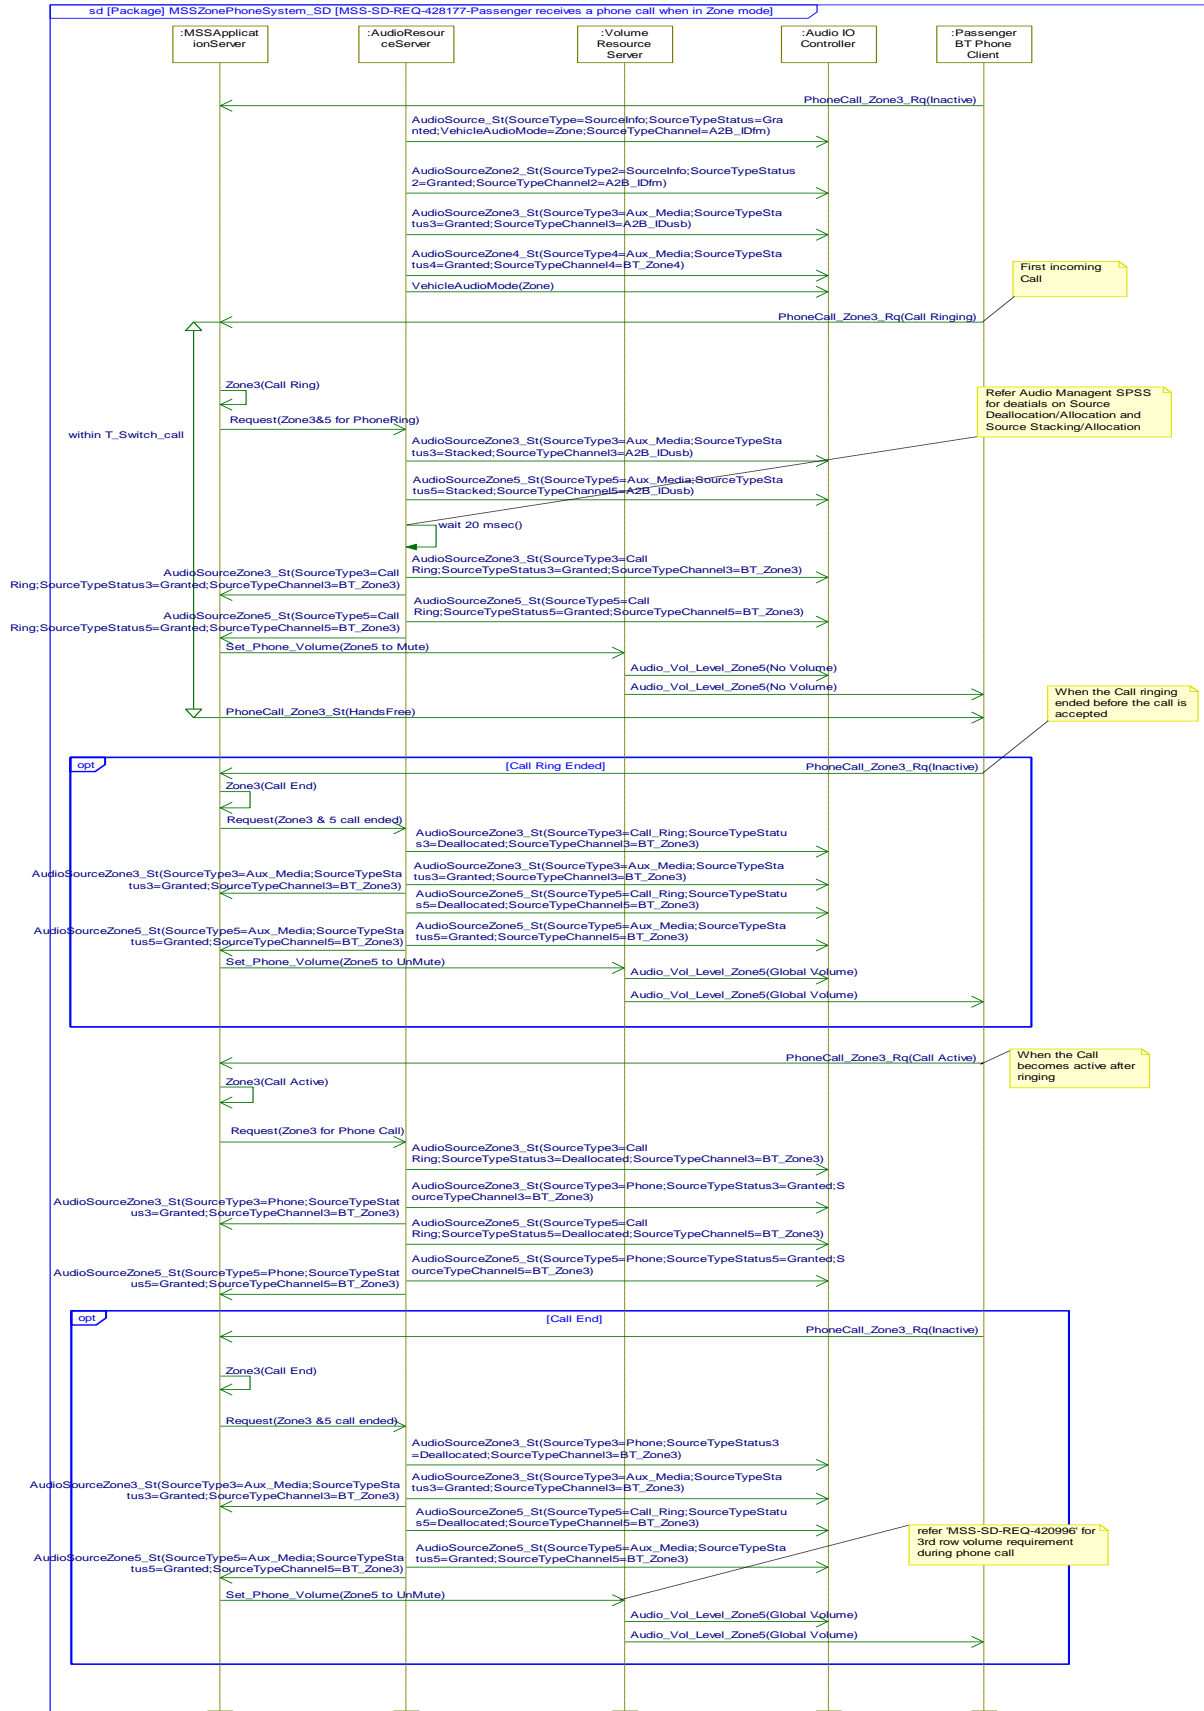 sd [Package] MSSZonePhoneSystem_SD [MSS-SD-REQ-428177-Passenger receives a phone call when in Zone mode]
:MSSApplicat
ionServer
:AudioResour
ceServer
:Volume
Resource
Server
:Audio IO
Controller
:Passenger
BT Phone
Client
PhoneCall_Zone3_Rq(Inactive)
AudioSource_St(SourceType=SourceInfo;SourceTypeStatus=Gra
nted;VehicleAudioMode=Zone;SourceTypeChannel=A2B_IDfm)
AudioSourceZone2_St(SourceType2=SourceInfo;SourceTypeStatus
2=Granted;SourceTypeChannel2=A2B_IDfm)
AudioSourceZone3_St(SourceType3=Aux_Media;SourceTypeSta
tus3=Granted;SourceTypeChannel3=A2B_IDusb)
AudioSourceZone4_St(SourceType4=Aux_Media;SourceTypeSta
tus4=Granted;SourceTypeChannel4=BT_Zone4)
VehicleAudioMode(Zone)
First incoming
Call
PhoneCall_Zone3_Rq(Call Ringing)
Zone3(Call Ring)
Refer Audio Managent SPSS
for deatials on Source
Deallocation/Allocation and
Source Stacking/Allocation
Request(Zone3&5 for PhoneRing)
within T_Switch_call
AudioSourceZone3_St(SourceType3=Aux_Media;SourceTypeSta
tus3=Stacked;SourceTypeChannel3=A2B_IDusb)
AudioSourceZone5_St(SourceType5=Aux_Media;SourceTypeSta
tus5=Stacked;SourceTypeChannel5=A2B_IDusb)
wait 20 msec()
AudioSourceZone3_St(SourceType3=Call
Ring;SourceTypeStatus3=Granted;SourceTypeChannel3=BT_Zone3)
AudioSourceZone3_St(SourceType3=Call
Ring;SourceTypeStatus3=Granted;SourceTypeChannel3=BT_Zone3)
AudioSourceZone5_St(SourceType5=Call
Ring;SourceTypeStatus5=Granted;SourceTypeChannel5=BT_Zone3)
AudioSourceZone5_St(SourceType5=Call
Ring;SourceTypeStatus5=Granted;SourceTypeChannel5=BT_Zone3)
Set_Phone_Volume(Zone5 to Mute)
Audio_Vol_Level_Zone5(No Volume)
Audio_Vol_Level_Zone5(No Volume)
When the Call ringing
ended before the call is
accepted
PhoneCall_Zone3_St(HandsFree)
opt
[Call Ring Ended]
PhoneCall_Zone3_Rq(Inactive)
Zone3(Call End)
Request(Zone3 & 5 call ended)
AudioSourceZone3_St(SourceType3=Call_Ring;SourceTypeStatu
s3=Deallocated;SourceTypeChannel3=BT_Zone3)
AudioSourceZone3_St(SourceType3=Aux_Media;SourceTypeSta
tus3=Granted;SourceTypeChannel3=BT_Zone3)
AudioSourceZone3_St(SourceType3=Aux_Media;SourceTypeSta
tus3=Granted;SourceTypeChannel3=BT_Zone3)
AudioSourceZone5_St(SourceType5=Call_Ring;SourceTypeStatu
s5=Deallocated;SourceTypeChannel5=BT_Zone3)
AudioSourceZone5_St(SourceType5=Aux_Media;SourceTypeSta
tus5=Granted;SourceTypeChannel5=BT_Zone3)
AudioSourceZone5_St(SourceType5=Aux_Media;SourceTypeSta
tus5=Granted;SourceTypeChannel5=BT_Zone3)
Set_Phone_Volume(Zone5 to UnMute)
Audio_Vol_Level_Zone5(Global Volume)
Audio_Vol_Level_Zone5(Global Volume)
When the Call
becomes active after
ringing
PhoneCall_Zone3_Rq(Call Active)
Zone3(Call Active)
Request(Zone3 for Phone Call)
AudioSourceZone3_St(SourceType3=Call
Ring;SourceTypeStatus3=Deallocated;SourceTypeChannel3=BT_Zone3)
AudioSourceZone3_St(SourceType3=Phone;SourceTypeStatus3=Granted;S
ourceTypeChannel3=BT_Zone3)
AudioSourceZone3_St(SourceType3=Phone;SourceTypeStat
us3=Granted;SourceTypeChannel3=BT_Zone3)
AudioSourceZone5_St(SourceType5=Call
Ring;SourceTypeStatus5=Deallocated;SourceTypeChannel5=BT_Zone3)
AudioSourceZone5_St(SourceType5=Phone;SourceTypeStatus5=Granted;S
ourceTypeChannel5=BT_Zone3)
AudioSourceZone5_St(SourceType5=Phone;SourceTypeStat
us5=Granted;SourceTypeChannel5=BT_Zone3)
opt
[Call End]
PhoneCall_Zone3_Rq(Inactive)
Zone3(Call End)
Request(Zone3 &5 call ended)
AudioSourceZone3_St(SourceType3=Phone;SourceTypeStatus3
=Deallocated;SourceTypeChannel3=BT_Zone3)
AudioSourceZone3_St(SourceType3=Aux_Media;SourceTypeSta
tus3=Granted;SourceTypeChannel3=BT_Zone3)
AudioSourceZone3_St(SourceType3=Aux_Media;SourceTypeSta
tus3=Granted;SourceTypeChannel3=BT_Zone3)
AudioSourceZone5_St(SourceType5=Call_Ring;SourceTypeStatu
s5=Deallocated;SourceTypeChannel5=BT_Zone3)
refer 'MSS-SD-REQ-420996' for
3rd row volume requirement
during phone call
AudioSourceZone5_St(SourceType5=Aux_Media;SourceTypeSta
tus5=Granted;SourceTypeChannel5=BT_Zone3)
AudioSourceZone5_St(SourceType5=Aux_Media;SourceTypeSta
tus5=Granted;SourceTypeChannel5=BT_Zone3)
Set_Phone_Volume(Zone5 to UnMute)
Audio_Vol_Level_Zone5(Global Volume)
Audio_Vol_Level_Zone5(Global Volume)